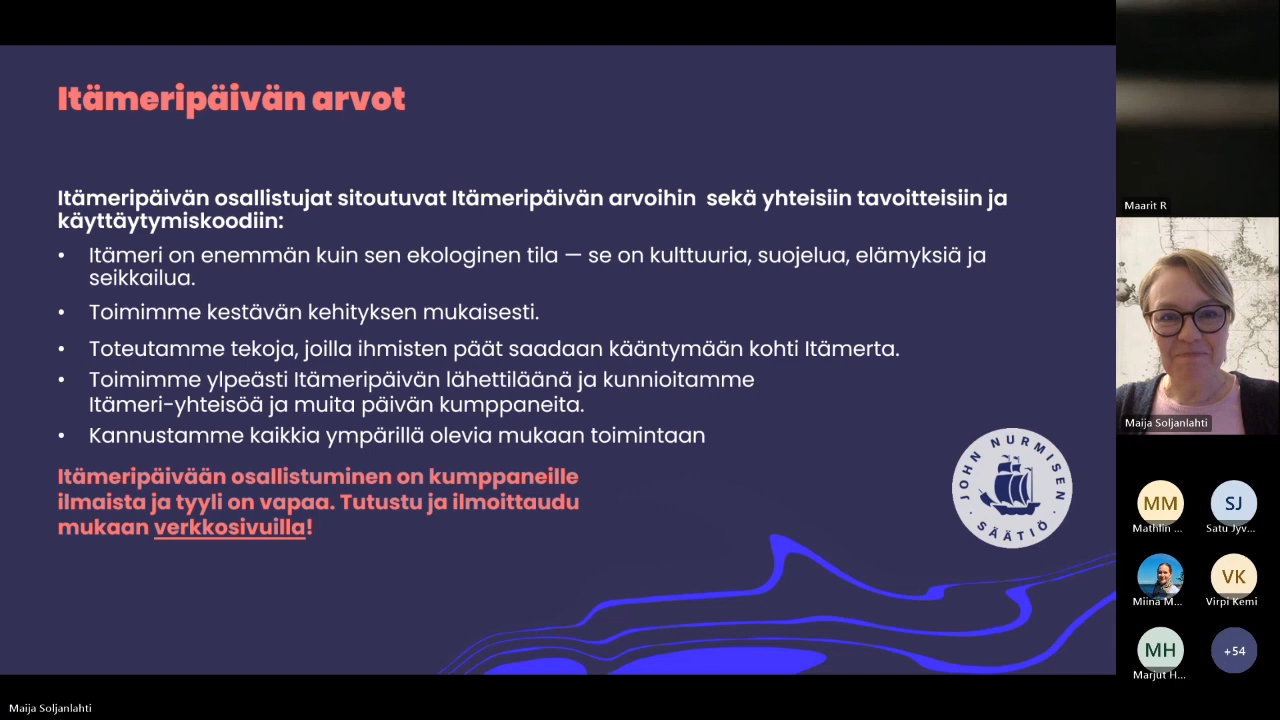 Itämeripäivän arvot
Itämeripäivän osallistujat sitoutuvat Itämeripäivän arvoihin sekä yhteisiin tavoitteisiin ja
käyttäytymiskoodiin:
• Itämeri on enemmän kuin sen ekologinen tila — se on kulttuuria, suojelua, elämyksiä ja
seikkailua.
• Toimimme kestävän kehityksen mukaisesti.
• Toteutamme tekoja, joilla ihmisten päät saadaan kääntymään kohti Itämerta.
• Toimimme ylpeästi Itämeripäivän lähettiläänä ja kunnioitamme
Itämeri-yhteisöä ja muita päivän kumppaneita.
• Kannustamme kaikkia ympärillä olevia mukaan toimintaan
Itämeripäivään osallistuminen on kumppaneille
ilmaista ja tyyli on vapaa. Tutustu ja ilmoittaudu
mukaan verkkosivuilla!
JOHN NURMISEN
· SÄÄTIÖ ·
Maarit R
Maija Soljanlahti
MM
SJ
Mathlin ...
Satu Jyv...
VK
Miina M...
Virpi Kemi
MH
+54
Marjut H...
Maija Soljanlahti